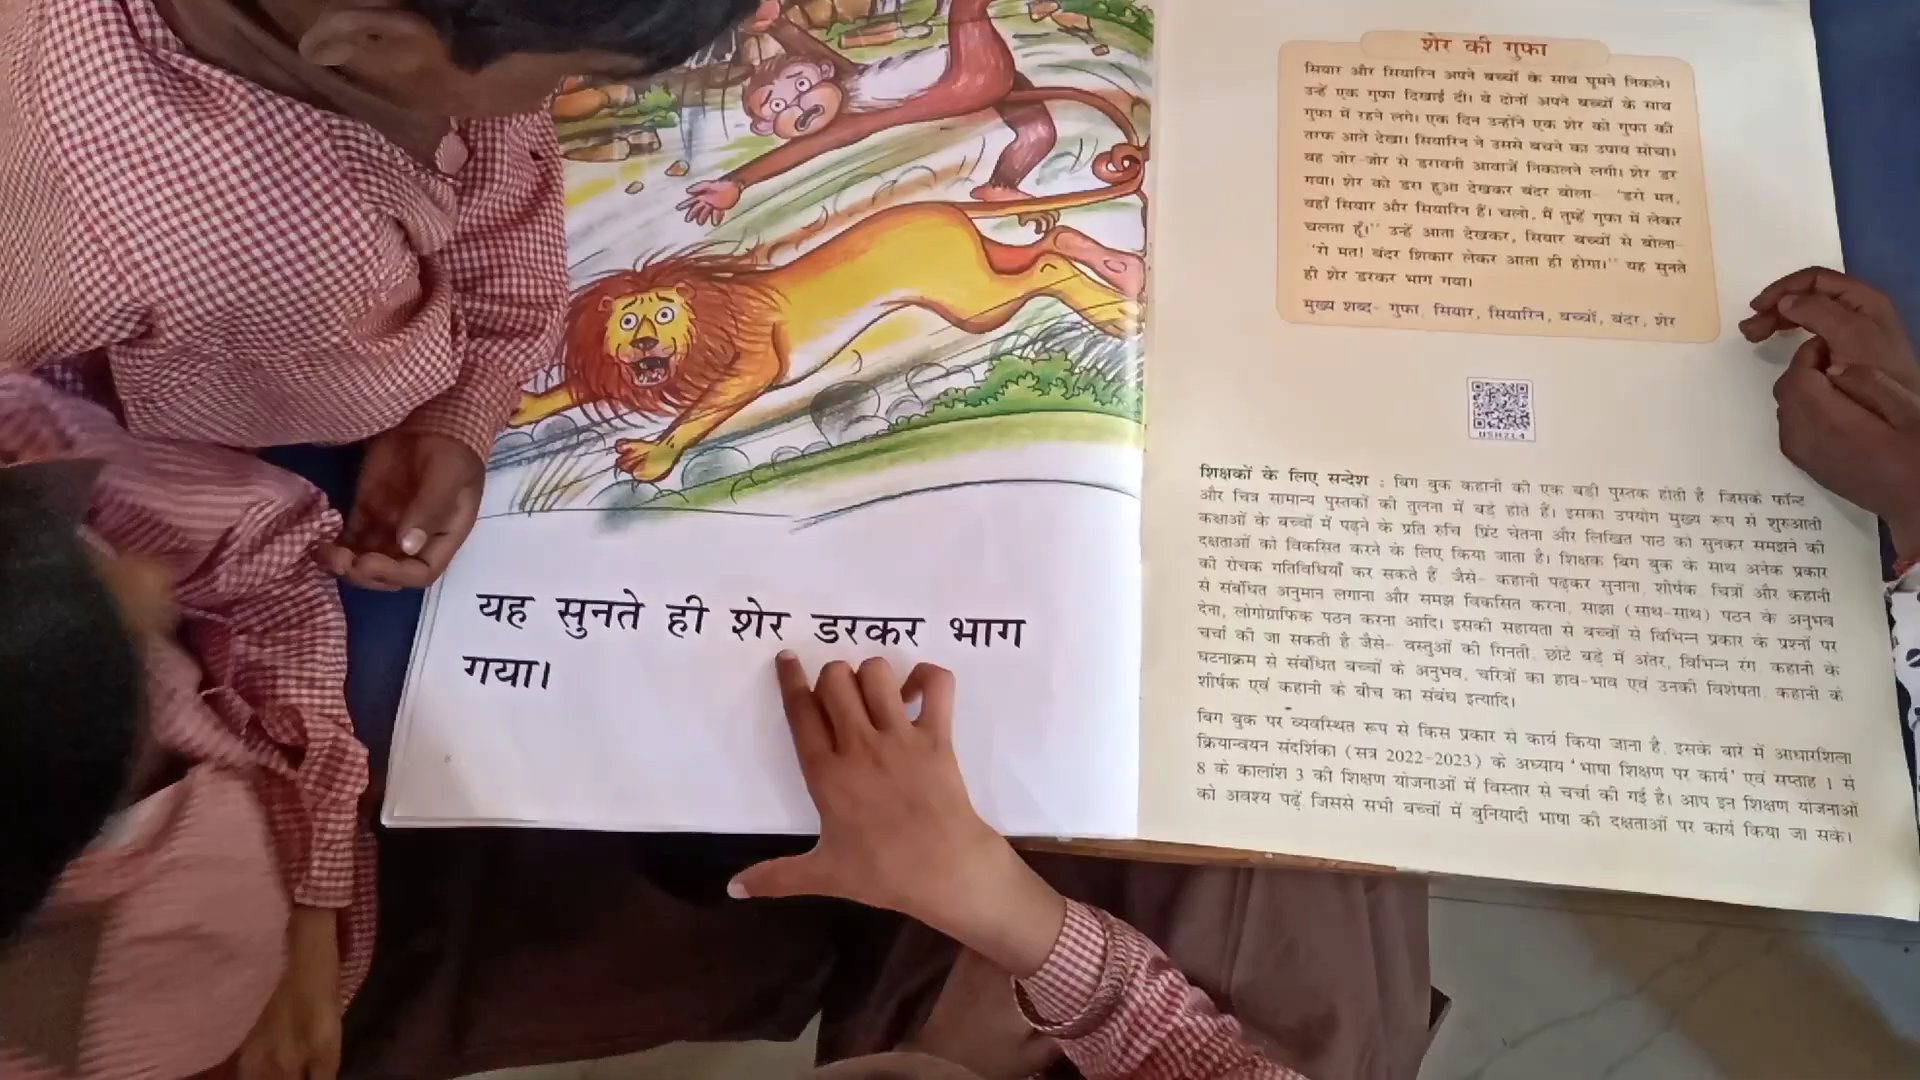 यह सुनते ही शेर डरकर भाग
गया।
शेर की गुफा
सियार और सियारिन अपने बच्चों के साथ घूमने निकले।
उन्हें एक गुफा दिखाई दी। वे दोनों अपने बच्चों के साथ
गुफा में रहने लगे। एक दिन उन्होंने एक शेर को गुफा की
तरफ आते देखा। सियारिन ने उससे बचने का उपाय सोचा।
वह जोर-जोर से डरावनी आवाजें निकालने लगी। शेर डर
गया। शेर को डरा हुआ देखकर बंदर बोला- "डरो मत,
वहाँ सियार और सियारिन हैं। चलो, मैं तुम्हें गुफा में लेकर
चलता हूँ।" उन्हें आता देखकर, सियार बच्चों से बोला-
"रो मत! बंदर शिकार लेकर आता ही होगा।" यह सुनते
ही शेर डरकर भाग गया।
मुख्य शब्द- गुफा, सियार, सियारिन, बच्चों, बंदर, शेर
U5H2L4
शिक्षकों के लिए सन्देश : बिग बुक कहानी की एक बड़ी पुस्तक होती है जिसके फॉन्ट
और चित्र सामान्य पुस्तकों की तुलना में बड़े होते हैं। इसका उपयोग मुख्य रूप से शुरुआती
कक्षाओं के बच्चों में पढ़ने के प्रति रुचि प्रिंट चेतना और लिखित पाठ को सुनकर समझने की
दक्षताओं को विकसित करने के लिए किया जाता है। शिक्षक बिग बुक के साथ अनेक प्रकार
की रोचक गतिविधियाँ कर सकते हैं, जैसे- कहानी पढ़कर सुनाना, शीर्षक, चित्रों और कहानी
से संबंधित अनुमान लगाना और समझ विकसित करना, साझा (साथ-साथ) पठन के अनुभव
देना, लोगोग्राफिक पठन करना आदि। इसकी सहायता से बच्चों से विभिन्न प्रकार के प्रश्नों पर
चर्चा की जा सकती है जैसे- वस्तुओं की गिनती, छोटे बड़े में अंतर, विभिन्न रंग, कहानी के
घटनाक्रम से संबंधित बच्चों के अनुभव, चरित्रों का हाव-भाव एवं उनकी विशेषता, कहानी के
शीर्षक एवं कहानी के बीच का संबंध इत्यादि।
बिग बुक पर व्यवस्थित रूप से किस प्रकार से कार्य किया जाना है, इसके बारे में आधारशिला
क्रियान्वयन संदर्शिका (सत्र 2022-2023) के अध्याय 'भाषा शिक्षण पर कार्य' एवं सप्ताह 1 से
8 के कालांश 3 की शिक्षण योजनाओं में विस्तार से चर्चा की गई है। आप इन शिक्षण योजनाओं
को अवश्य पढ़ें जिससे सभी बच्चों में बुनियादी भाषा की दक्षताओं पर कार्य किया जा सके।